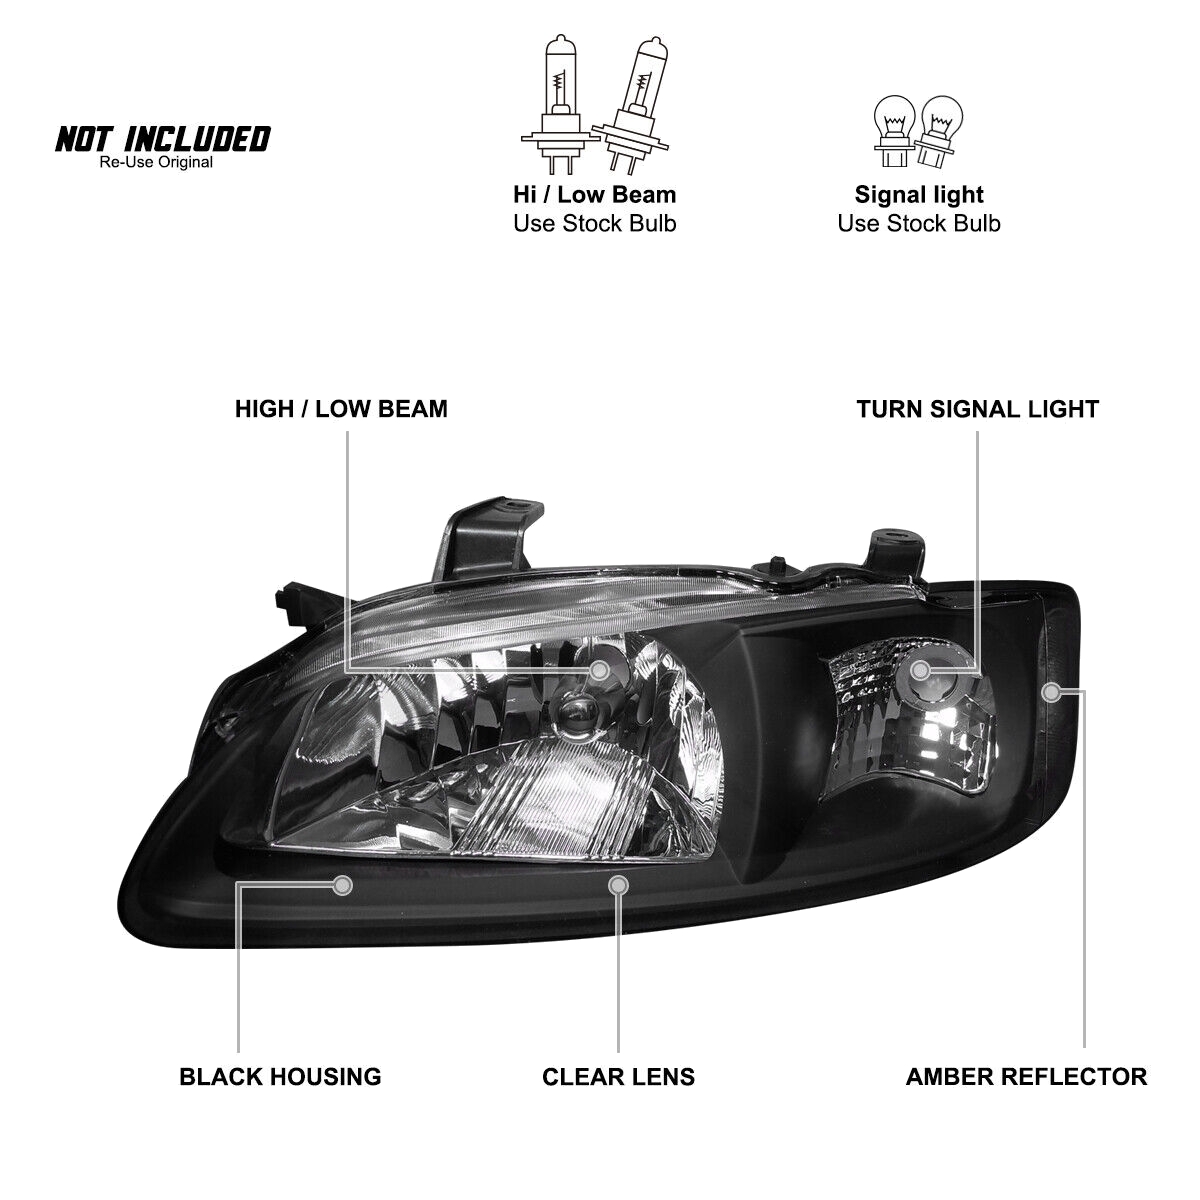 NOT INCLUDED
Re-Use Original
Hi / Low Beam
Use Stock Bulb
Signal light
Use Stock Bulb
HIGH / LOW BEAM
TURN SIGNAL LIGHT
BLACK HOUSING
CLEAR LENS
AMBER REFLECTOR